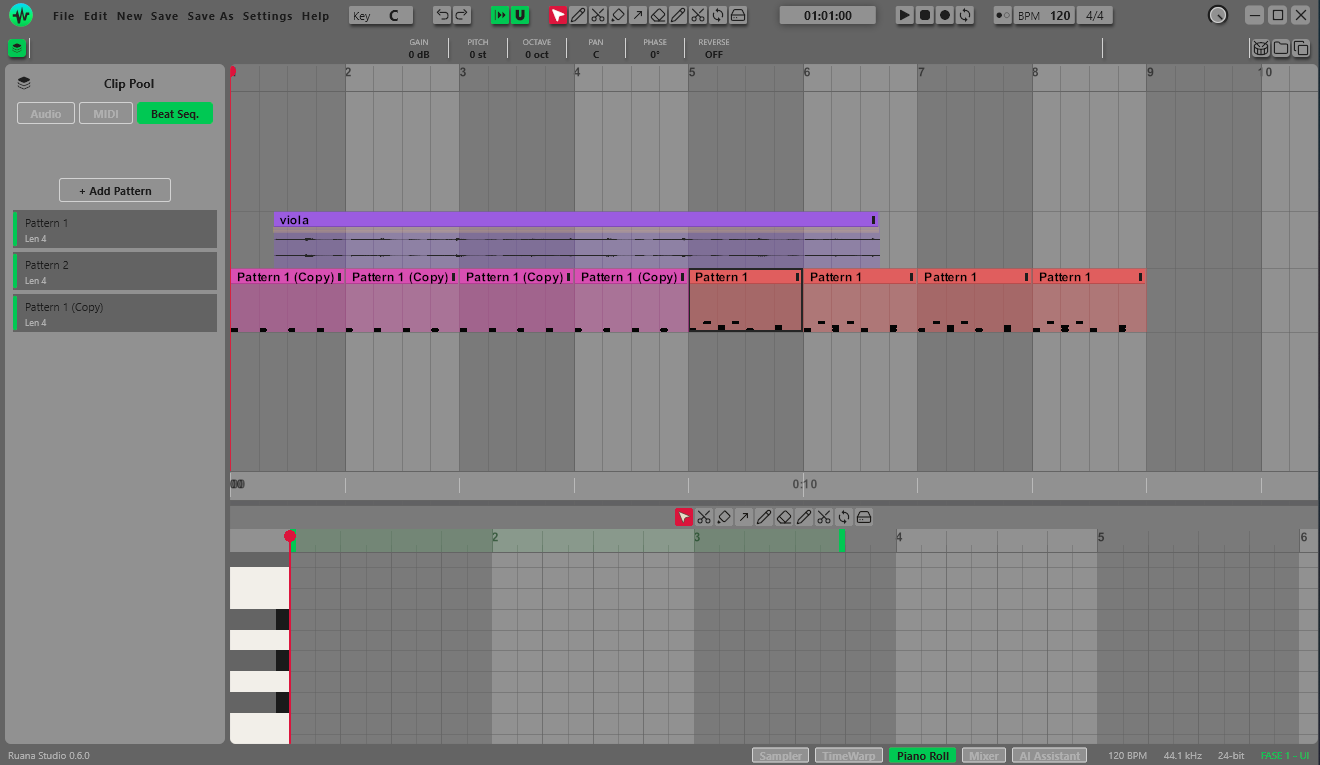 File Edit New Save Save As Settings Help Key C 01:01:00 BPM 120 4/4
GAIN PITCH OCTAVE PAN PHASE REVERSE
0 dB 0 st 0 oct C 0° OFF
Clip Pool
Audio MIDI Beat Seq.
+ Add Pattern
Pattern 1
Len 4
Pattern 2
Len 4
Pattern 1 (Copy)
Len 4
2 3 4 5 6 7 8 9 10
viola
Pattern 1 (Copy) Pattern 1 (Copy) Pattern 1 (Copy) Pattern 1 (Copy) Pattern 1 Pattern 1 Pattern 1 Pattern 1
0:10
2 3 4 5 6
Ruana Studio 0.6.0 Sampler TimeWarp Piano Roll Mixer AI Assistant 120 BPM 44.1 kHz 24-bit FASE 1 - UI